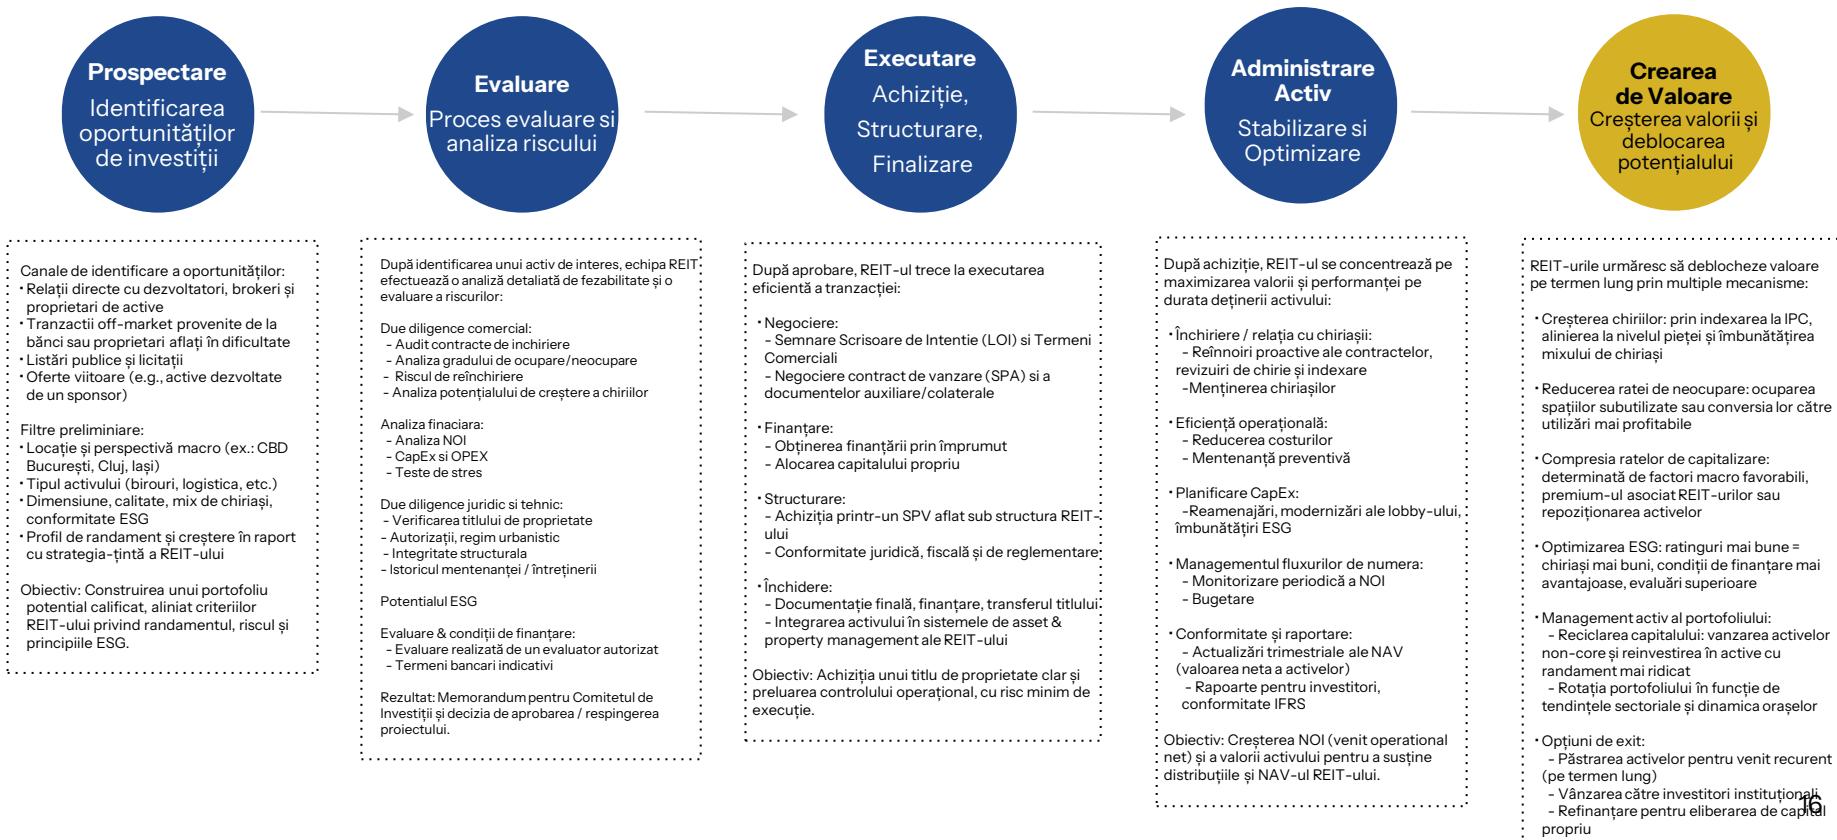 Prospectare
Identificarea
oportunităților
de investiții
Evaluare
Proces evaluare si
analiza riscului
Executare
Achiziție,
Structurare,
Finalizare
Administrare
Activ
Stabilizare si
Optimizare
Crearea
de Valoare
Creșterea valorii și
deblocarea
potențialului
Canale de identificare a oportunităților:
• Relații directe cu dezvoltatori, brokeri și
proprietari de active
• Tranzactii off-market provenite de la
bănci sau proprietari aflați în dificultate
• Listări publice și licitații
• Oferte viitoare (e.g., active dezvoltate
de un sponsor)
Filtre preliminiare:
• Locație și perspectivă macro (ex.: CBD
București, Cluj, Iași)
• Tipul activului (birouri, logistica, etc.)
• Dimensiune, calitate, mix de chiriași,
conformitate ESG
• Profil de randament și creștere în raport
cu strategia-țintă a REIT-ului
Obiectiv: Construirea unui portofoliu
potential calificat, aliniat criteriilor
REIT-ului privind randamentul, riscul și
principiile ESG.
După identificarea unui activ de interes, echipa REIT
efectuează o analiză detaliată de fezabilitate și o
evaluare a riscurilor:
Due diligence comercial:
- Audit contracte de inchiriere
- Analiza gradului de ocupare/neocupare
- Riscul de reînchiriere
- Analiza potențialului de creștere a chiriilor
Analiza finaciara:
- Analiza NOI
- CapEx si OPEX
- Teste de stres
Due diligence juridic si tehnic:
- Verificarea titlului de proprietate
- Autorizații, regim urbanistic
- Integritate structurala
- Istoricul mentenanței / întreținerii
Potentialul ESG
Evaluare & condiții de finanțare:
- Evaluare realizată de un evaluator autorizat
- Termeni bancari indicativi
Rezultat: Memorandum pentru Comitetul de
Investiții și decizia de aprobarea / respingerea
proiectului.
După aprobare, REIT-ul trece la executarea
eficientă a tranzacției:
• Negociere:
- Semnare Scrisoare de Intentie (LOI) si Termeni
Comerciali
- Negociere contract de vanzare (SPA) si a
documentelor auxiliare/colaterale
• Finanțare:
- Obținerea finanțării prin împrumut
- Alocarea capitalului propriu
• Structurare:
- Achiziția printr-un SPV aflat sub structura REIT-
ului
- Conformitate juridică, fiscală și de reglementare
• Închidere:
- Documentație finală, finanțare, transferul titlului
- Integrarea activului în sistemele de asset &
property management ale REIT-ului
Obiectiv: Achiziția unui titlu de proprietate clar și
preluarea controlului operațional, cu risc minim de
execuție.
După achiziție, REIT-ul se concentrează pe
maximizarea valorii și performanței pe
durata deținerii activului:
• Închiriere / relația cu chiriașii:
- Reînnoiri proactive ale contractelor,
revizuiri de chirie și indexare
-Menținerea chiriașilor
• Eficiență operațională:
- Reducerea costurilor
- Mentenanță preventivă
• Planificare CapEx:
-Reamenajări, modernizări ale lobby-ului,
îmbunătățiri ESG
• Managementul fluxurilor de numerar:
- Monitorizare periodică a NOI
- Bugetare
• Conformitate și raportare:
- Actualizări trimestriale ale NAV
(valoarea neta a activelor)
- Rapoarte pentru investitori,
conformitate IFRS
Obiectiv: Creșterea NOI (venit operational
net) și a valorii activului pentru a susține
distribuțiile și NAV-ul REIT-ului.
REIT-urile urmăresc să deblocheze valoare
pe termen lung prin multiple mecanisme:
• Creșterea chiriilor: prin indexarea la IPC,
alinierea la nivelul pieței și îmbunătățirea
mixului de chiriași
• Reducerea ratei de neocupare: ocuparea
spațiilor subutilizate sau conversia lor către
utilizări mai profitabile
• Compresia ratelor de capitalizare:
determinată de factori macro favorabili,
premium-ul asociat REIT-urilor sau
repoziționarea activelor
• Optimizarea ESG: ratinguri mai bune =
chiriași mai buni, condiții de finanțare mai
avantajoase, evaluări superioare
• Management activ al portofoliului:
- Reciclarea capitalului: vanzarea activelor
non-core și reinvestirea în active cu
randament mai ridicat
- Rotația portofoliului în funcție de
tendințele sectoriale și dinamica orașelor
• Opțiuni de exit:
- Păstrarea activelor pentru venit recurent
(pe termen lung)
- Vânzarea către investitori instituționali
- Refinanțare pentru eliberarea de capital
propriu
16